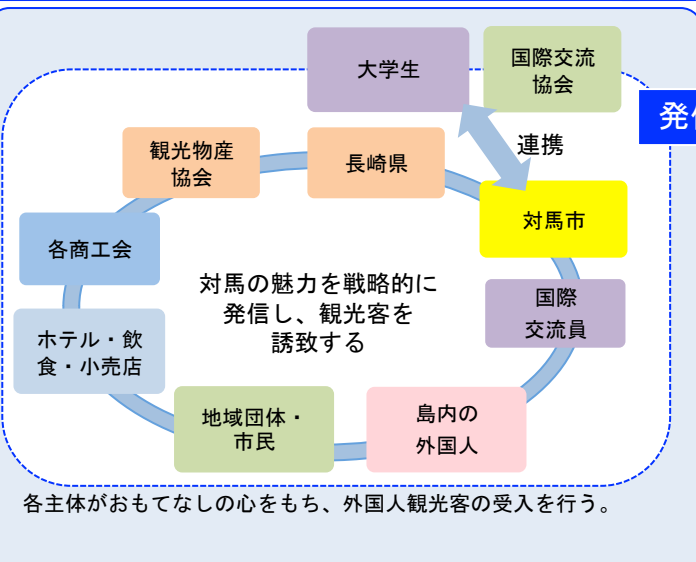 大学生
国際交流
協会
発
連携
観光物産
協会
長崎県
対馬市
各商工会
対馬の魅力を戦略的に
発信し、観光客を
誘致する
国際
交流員
ホテル・飲
食・小売店
地域団体・
市民
島内の
外国人
各主体がおもてなしの心をもち、外国人観光客の受入を行う。